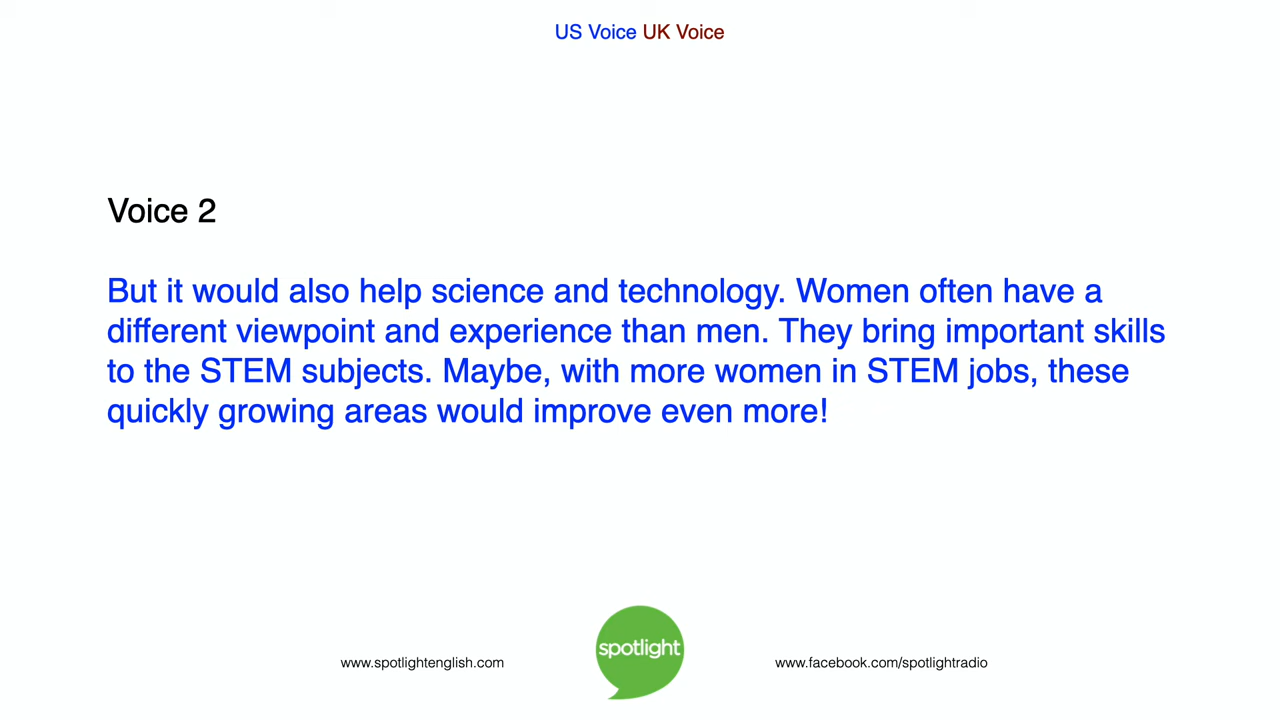 US Voice UK Voice
Voice 2
But it would also help science and technology. Women often have a
different viewpoint and experience than men. They bring important skills
to the STEM subjects. Maybe, with more women in STEM jobs, these
quickly growing areas would improve even more!
spotlight
www.spotlightenglish.com
www.facebook.com/spotlightradio